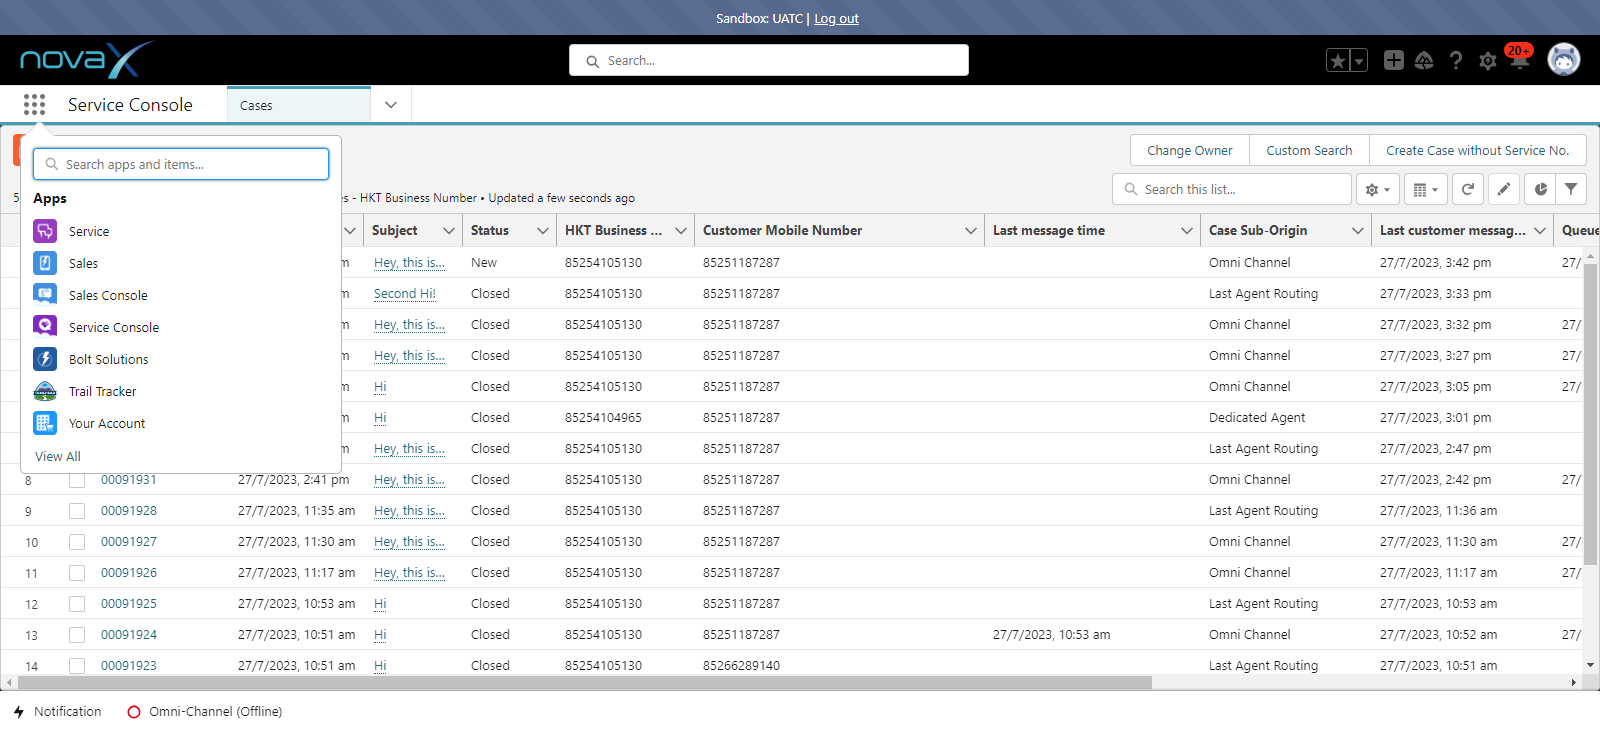 Sandbox: UATC | Log out
novaX
Search...
20+
Service Console
Cases
Search apps and items...
Apps
Service
Sales
Sales Console
Service Console
Bolt Solutions
Trail Tracker
Your Account
View All
Change Owner
Custom Search
Create Case without Service No.
5
s - HKT Business Number • Updated a few seconds ago
Search this list...
Subject Status HKT Business ... Customer Mobile Number Last message time Case Sub-Origin Last customer messag... Queue
m Hey, this is... New 85254105130 85251187287 Omni Channel 27/7/2023, 3:42 pm 27/
m Second Hi! Closed 85254105130 85251187287 Last Agent Routing 27/7/2023, 3:33 pm
m Hey, this is... Closed 85254105130 85251187287 Omni Channel 27/7/2023, 3:32 pm 27/
m Hey, this is... Closed 85254105130 85251187287 Omni Channel 27/7/2023, 3:27 pm 27/
m Hi Closed 85254105130 85251187287 Omni Channel 27/7/2023, 3:05 pm 27/
m Hi Closed 85254104965 85251187287 Dedicated Agent 27/7/2023, 3:01 pm
m Hey, this is... Closed 85254105130 85251187287 Last Agent Routing 27/7/2023, 2:47 pm
8 00091931 27/7/2023, 2:41 pm Hey, this is... Closed 85254105130 85251187287 Omni Channel 27/7/2023, 2:42 pm 27/
9 00091928 27/7/2023, 11:35 am Hey, this is... Closed 85254105130 85251187287 Last Agent Routing 27/7/2023, 11:36 am
10 00091927 27/7/2023, 11:30 am Hey, this is... Closed 85254105130 85251187287 Omni Channel 27/7/2023, 11:30 am 27/
11 00091926 27/7/2023, 11:17 am Hey, this is... Closed 85254105130 85251187287 Omni Channel 27/7/2023, 11:17 am 27/
12 00091925 27/7/2023, 10:53 am Hi Closed 85254105130 85251187287 Last Agent Routing 27/7/2023, 10:53 am
13 00091924 27/7/2023, 10:51 am Hi Closed 85254105130 85251187287 27/7/2023, 10:53 am Omni Channel 27/7/2023, 10:52 am 27/
14 00091923 27/7/2023, 10:51 am Hi Closed 85254105130 85266289140 Last Agent Routing 27/7/2023, 10:51 am
Notification
Omni-Channel (Offline)